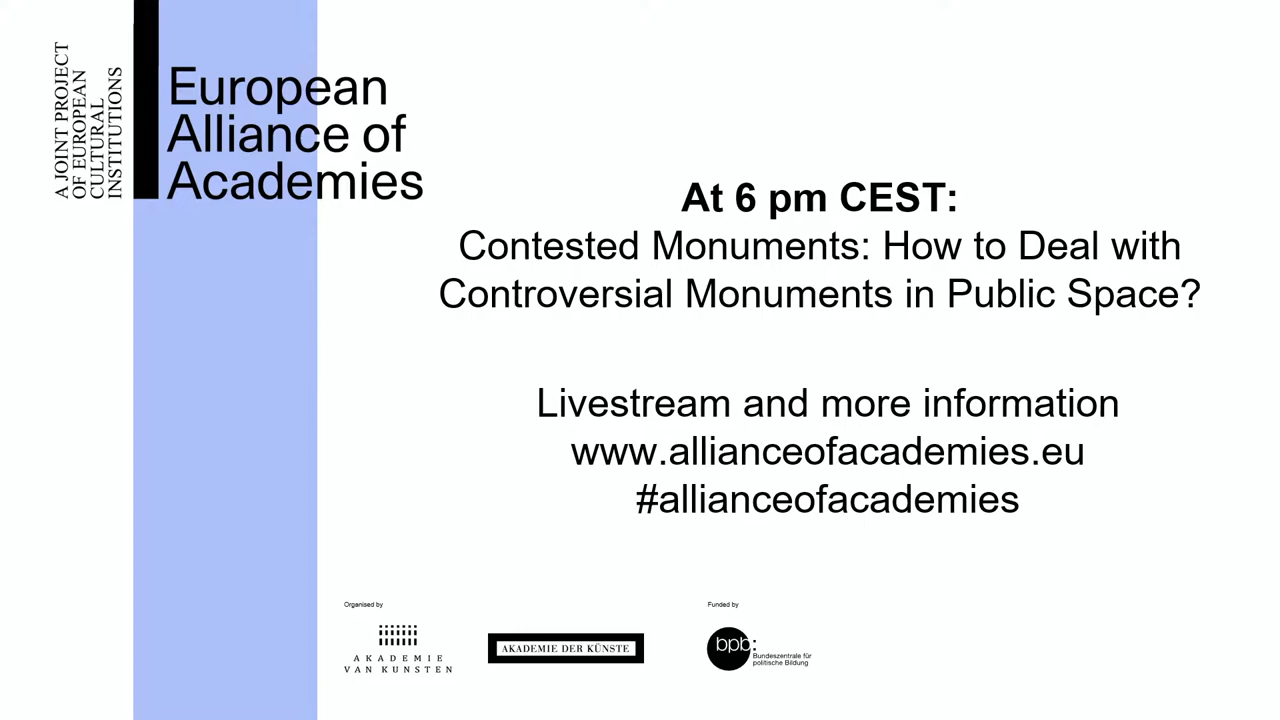 A JOINT PROJECT
OF EUROPEAN
CULTURAL
INSTITUTIONS
European
Alliance of
Academies
At 6 pm CEST:
Contested Monuments: How to Deal with
Controversial Monuments in Public Space?
Livestream and more information
www.allianceofacademies.eu
#allianceofacademies
Organised by
AKADEMIE
VAN KUNSTEN
AKADEMIE DER KÜNSTE
Funded by
bpb:
Bundeszentrale für
politische Bildung